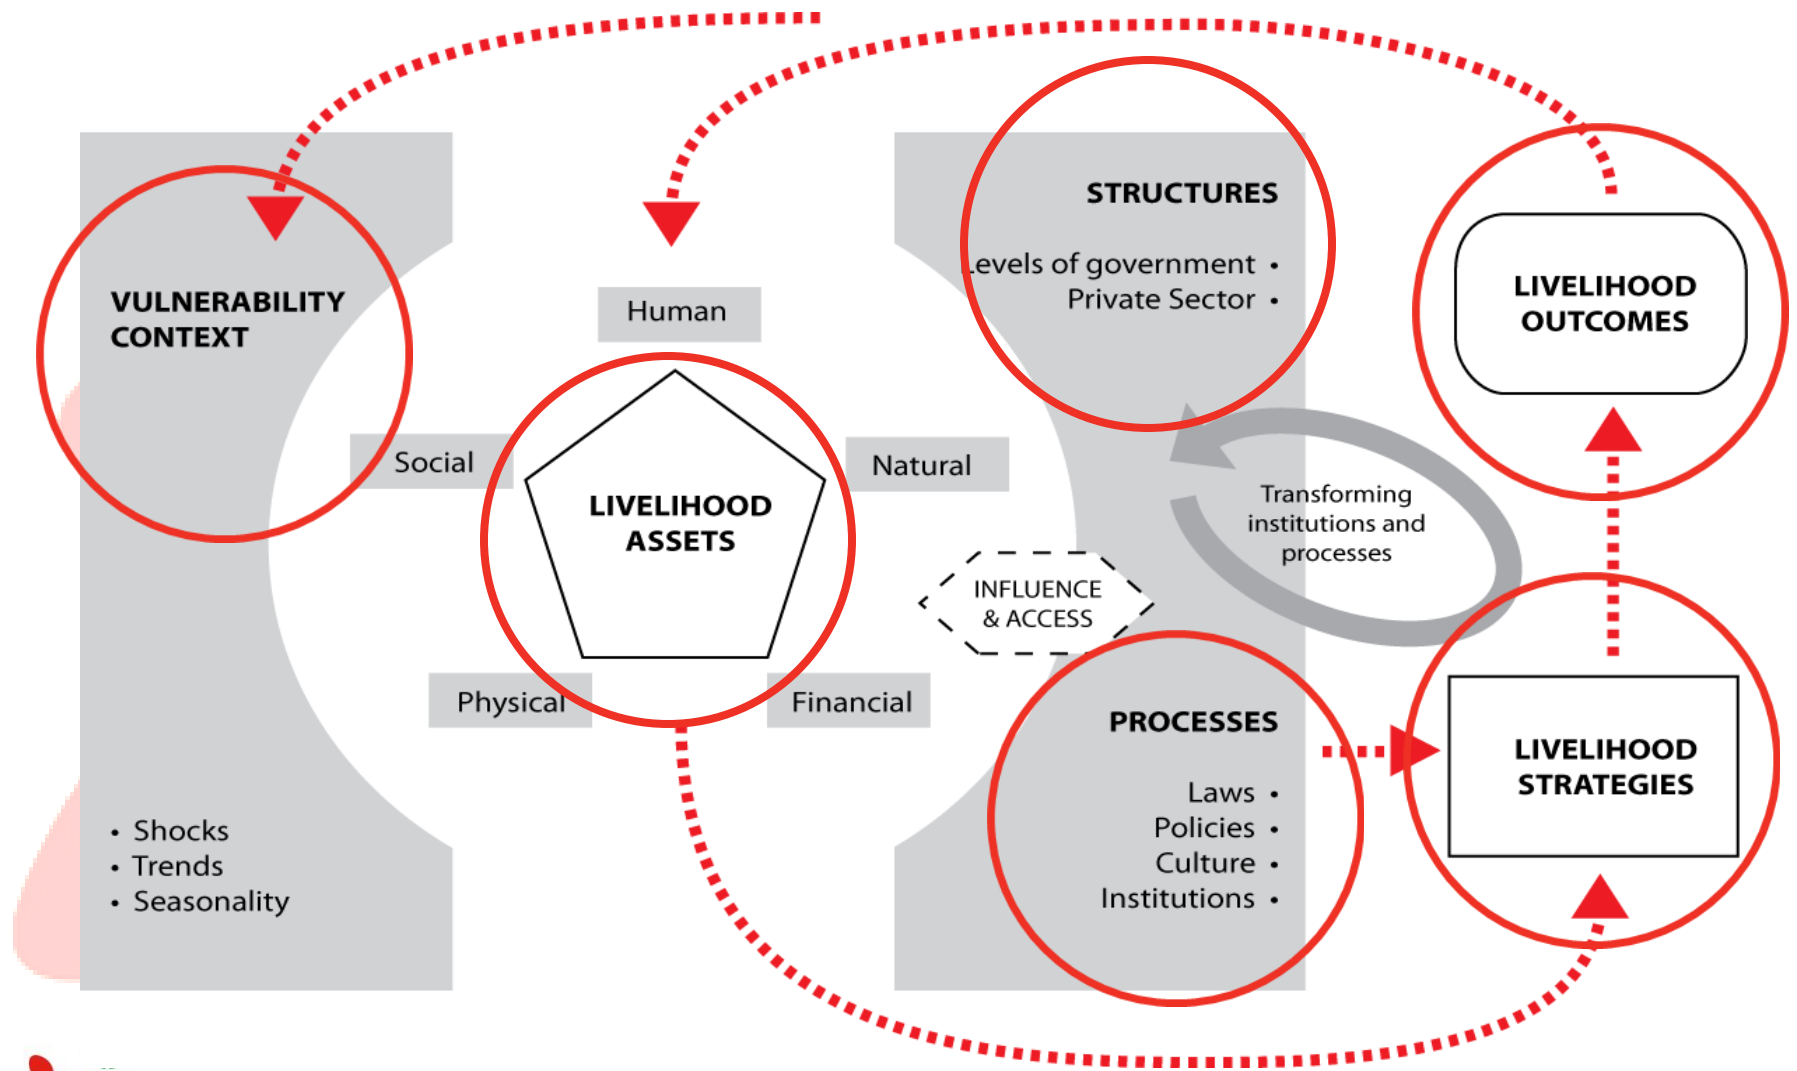 VULNERABILITY
CONTEXT
• Shocks
• Trends
• Seasonality
Human
Social
Natural
LIVELIHOOD
ASSETS
Physical
Financial
INFLUENCE
& ACCESS
STRUCTURES
Levels of government •
Private Sector •
Transforming
institutions and
processes
PROCESSES
Laws •
Policies •
Culture •
Institutions •
LIVELIHOOD
OUTCOMES
LIVELIHOOD
STRATEGIES